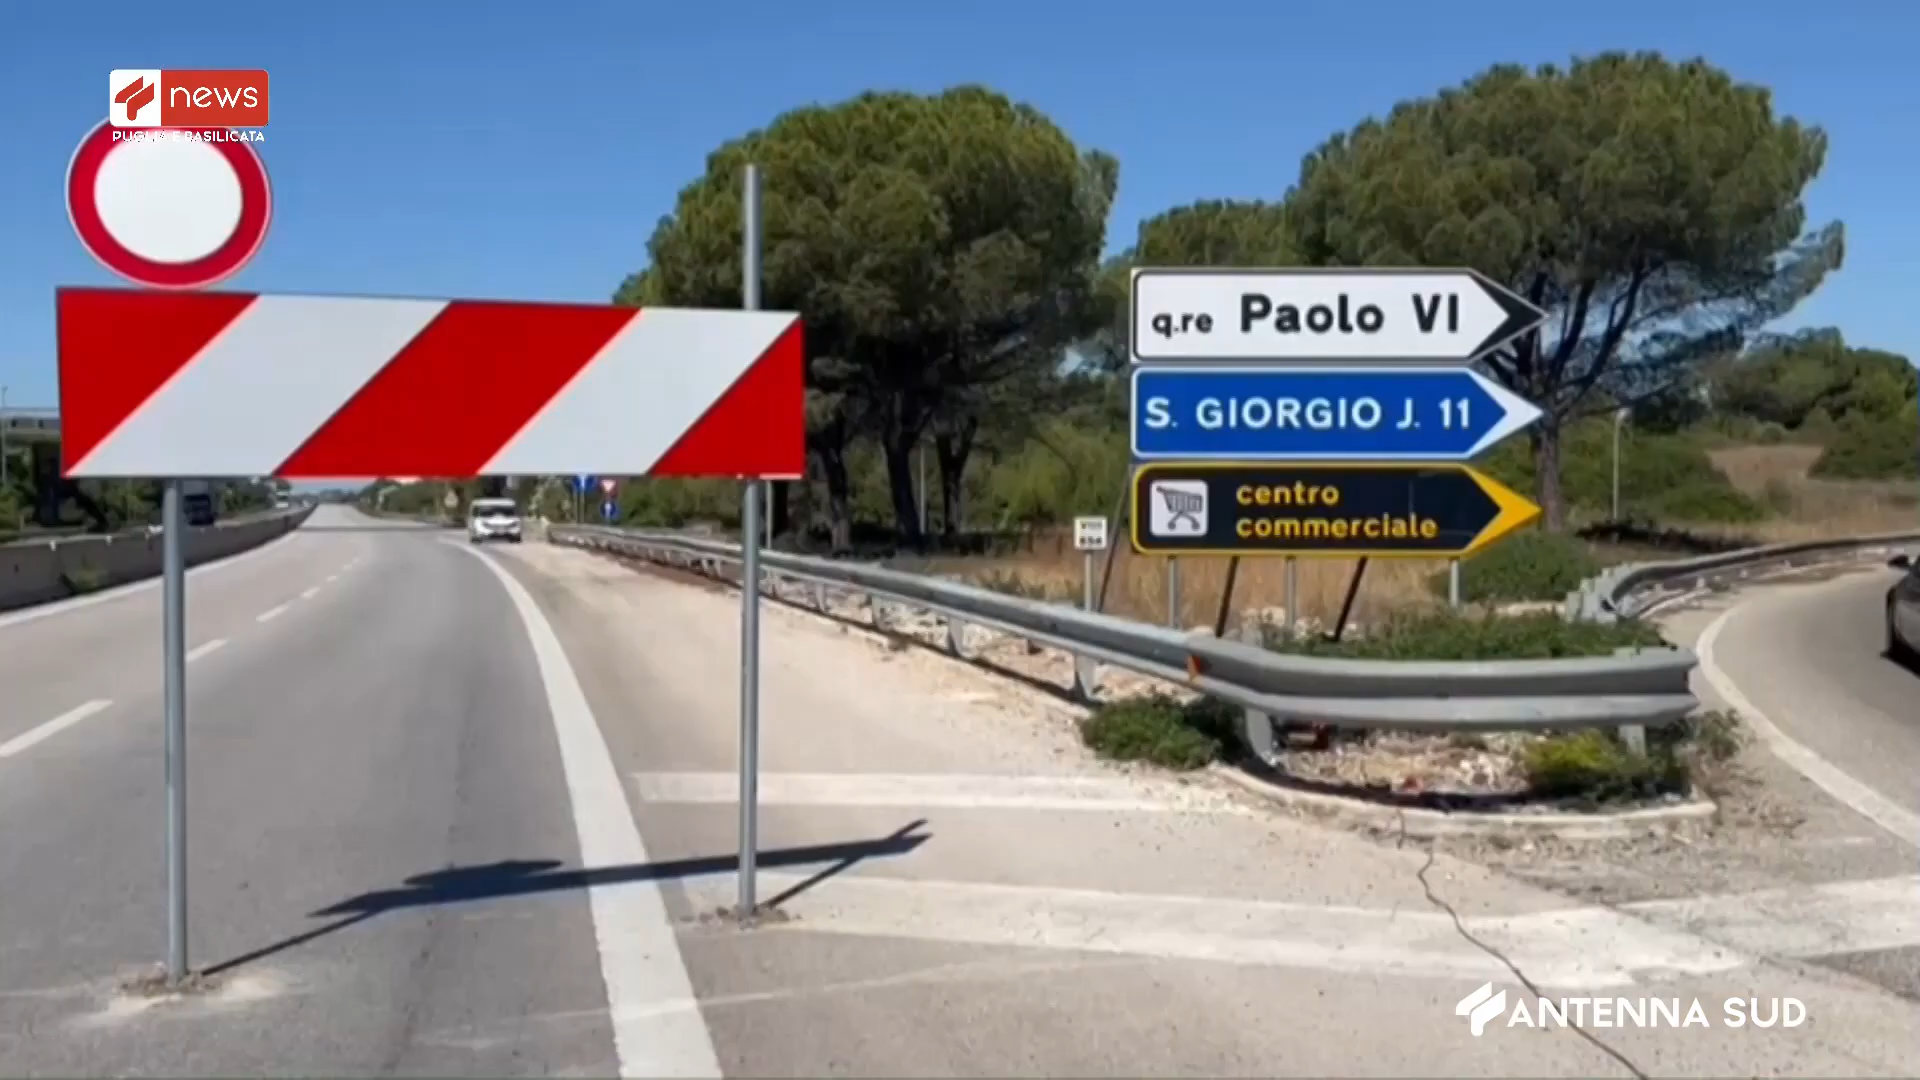 news
PUGLIA E BASILICATA
q.re Paolo VI
S. GIORGIO J. 11
centro
commerciale
ANTENNA SUD